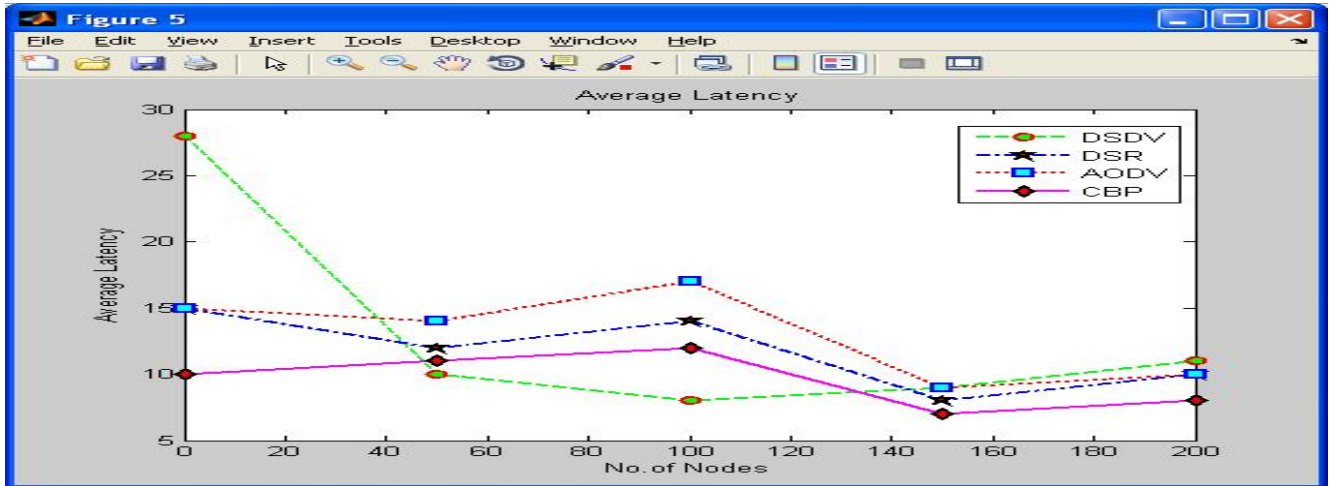 Figure 5
File Edit View Insert Tools Desktop Window Help
Average Latency
30
25
20
15
10
5
Average Latency
DSDV
DSR
AODV
CBP
0 20 40 60 80 100 120 140 160 180 200
No.of Nodes